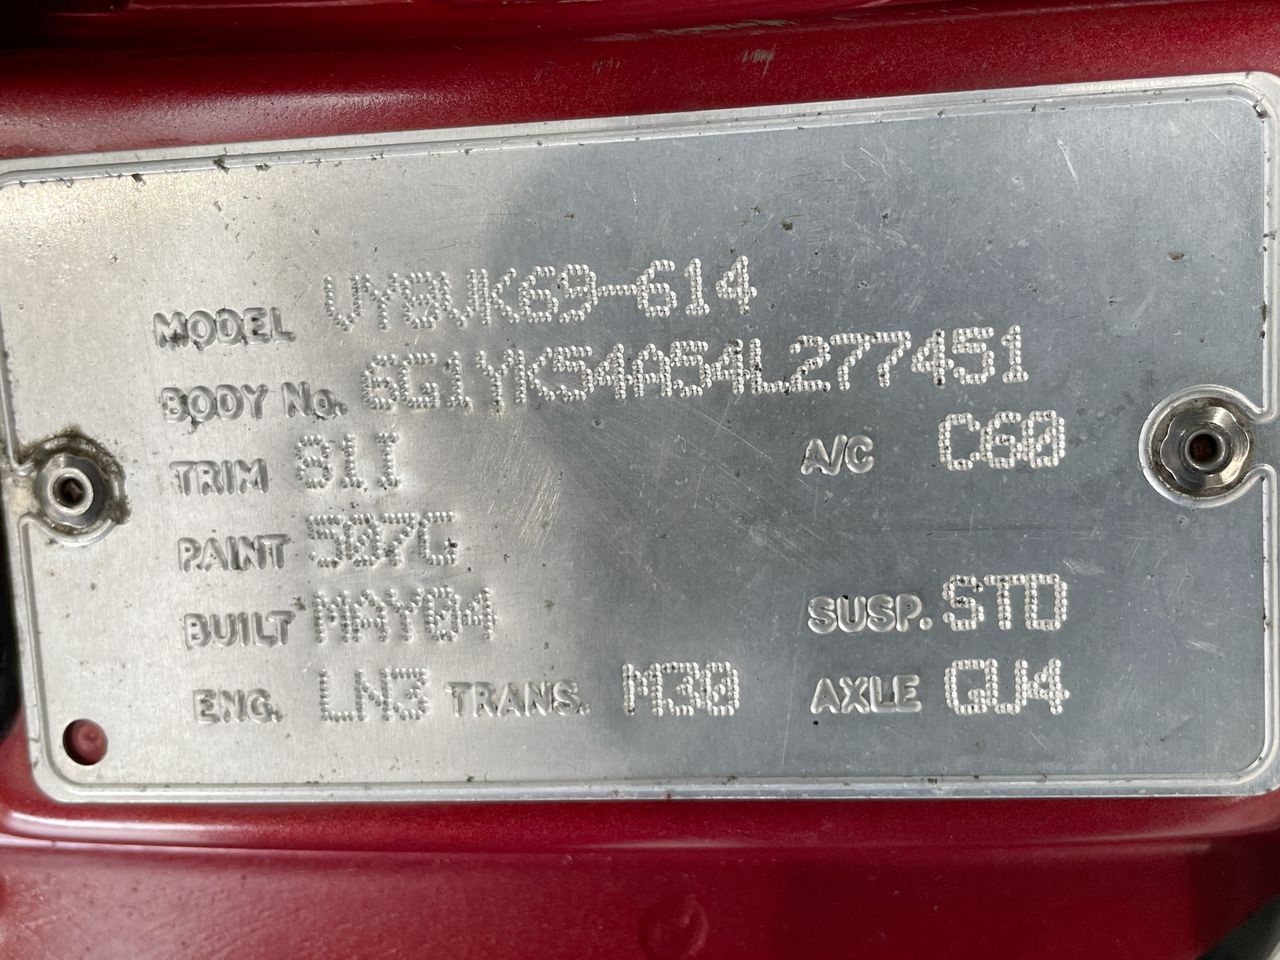 MODEL VY8VK69-614
BODY No. 6G1YK54A54L277451
TRIM 81I A/C C60
PAINT 507G
BUILT MAY04 SUSP. STD
ENG. LN3 TRANS. M30 AXLE GU4